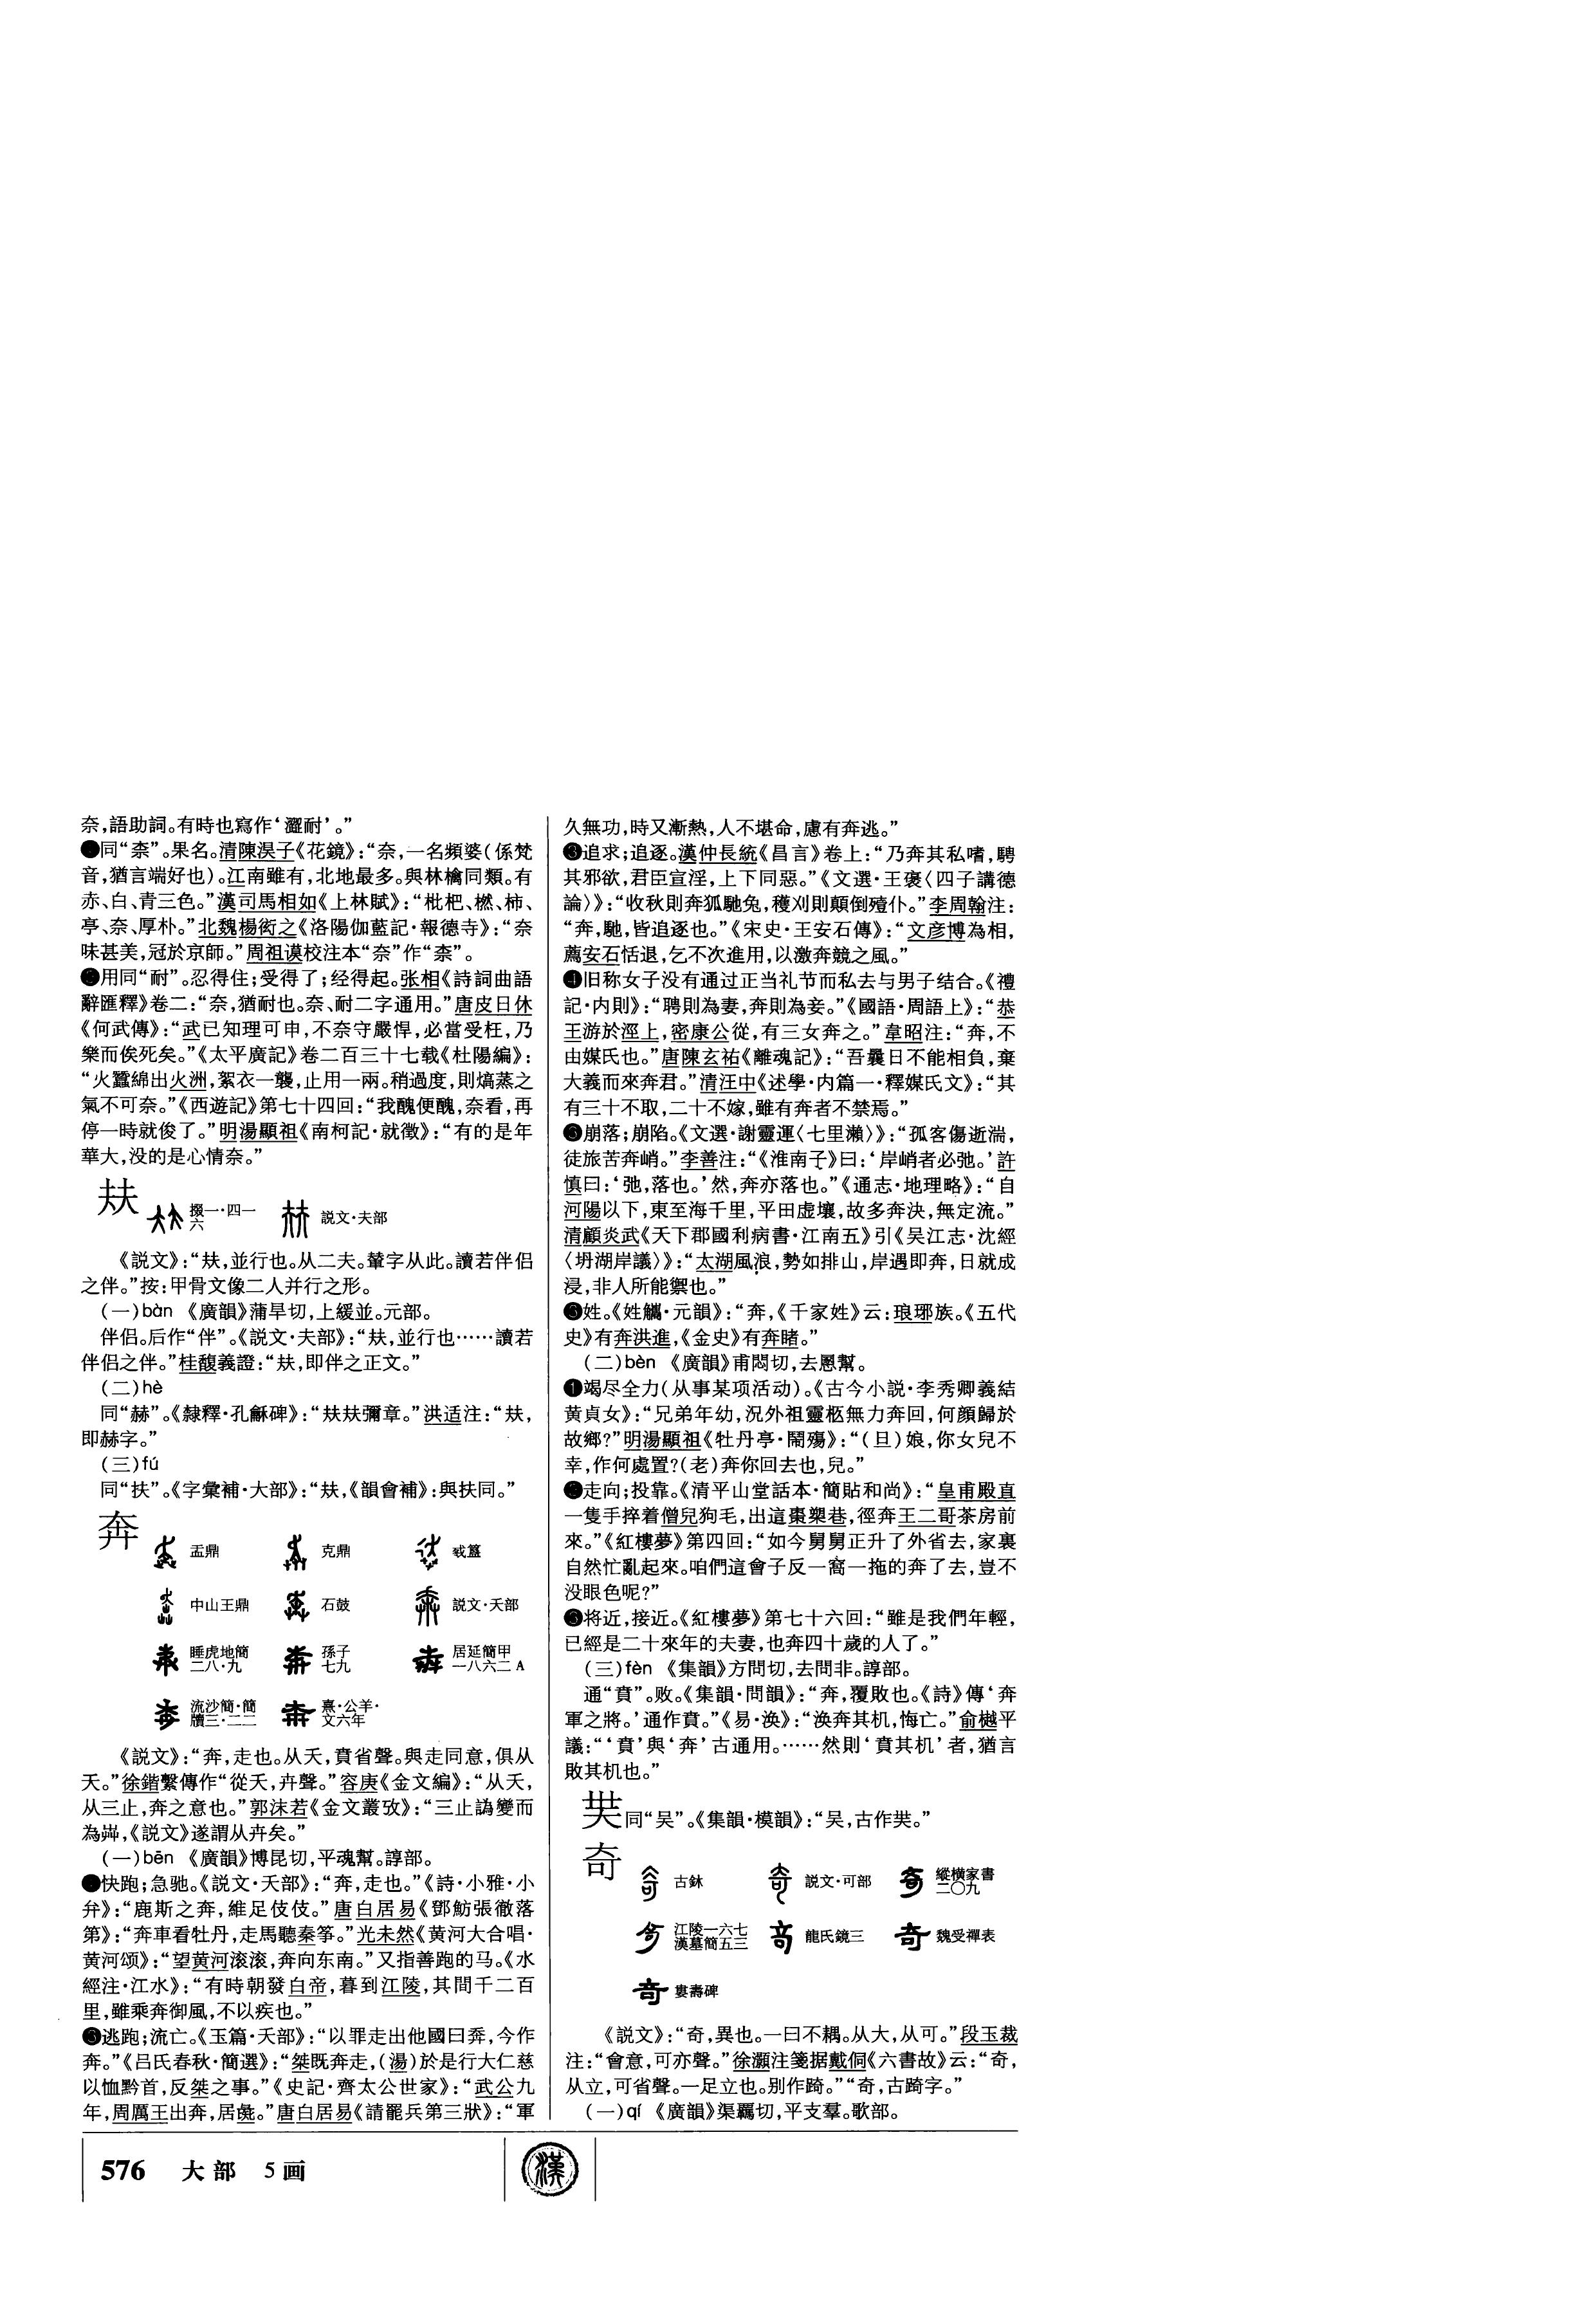 奈,語助詞。有時也寫作‘澀耐’。”
同“柰”。果名。清陳淏子《花鏡》:“奈,一名頻婆(係梵
音,猶言端好也)。江南雖有,北地最多。與林檎同類。有
赤、白、青三色。”漢司馬相如《上林賦》:“枇杷、橪、柿、
亭、奈、厚朴。”北魏楊衒之《洛陽伽藍記·報德寺》:“奈
味甚美,冠於京師。”周祖谟校注本“奈”作“柰”。
用同“耐”。忍得住;受得了;经得起。张相《詩詞曲語
辭匯釋》卷二:“奈,猶耐也。奈、耐二字通用。”唐皮日休
《何武傳》:“武已知理可申,不奈守嚴悍,必當受枉,乃
樂而俟死矣。”《太平廣記》卷二百三十七载《杜陽編》:
“火蠶綿出火洲,絮衣一襲,止用一兩。稍過度,則熇蒸之
氣不可奈。”《西遊記》第七十四回:“我醜便醜,奈看,再
停一時就俊了。”明湯顯祖《南柯記·就徵》:“有的是年
華大,没的是心情奈。”
㚘 掇一·四一六 説文·夫部
《説文》:“㚘,並行也。从二夫。輦字从此。讀若伴侣
之伴。”按:甲骨文像二人并行之形。
(一)bàn 《廣韻》蒲旱切,上緩並。元部。
伴侣。后作“伴”。《説文·夫部》:“㚘,並行也……讀若
伴侣之伴。”桂馥義證:“㚘,即伴之正文。”
(二)hè
同“赫”。《隸釋·孔龢碑》:“㚘㚘彌章。”洪适注:“㚘,
即赫字。”
(三)fú
同“扶”。《字彙補·大部》:“㚘,《韻會補》:與扶同。”
奔 盂鼎 克鼎 㦰簋
中山王鼎 石鼓 説文·夭部
睡虎地簡二八·九 孫子七九 居延簡甲一八六二A
流沙簡·簡牘三·二二 熹·公羊·文六年
《説文》:“奔,走也。从夭,賁省聲。與走同意,俱从
夭。”徐鍇繫傳作“從夭,卉聲。”容庚《金文編》:“从夭,
从三止,奔之意也。”郭沫若《金文叢攷》:“三止譌變而
為芔,《説文》遂謂从卉矣。”
(一)bēn 《廣韻》博昆切,平魂幫。諄部。
快跑;急驰。《説文·夭部》:“奔,走也。”《詩·小雅·小
弁》:“鹿斯之奔,維足伎伎。”唐白居易《鄧魴張徹落
第》:“奔車看牡丹,走馬聽秦筝。”光未然《黄河大合唱·
黄河颂》:“望黄河滚滚,奔向东南。”又指善跑的马。《水
經注·江水》:“有時朝發白帝,暮到江陵,其間千二百
里,雖乘奔御風,不以疾也。”
逃跑;流亡。《玉篇·夭部》:“以罪走出他國曰奔,今作
奔。”《吕氏春秋·簡選》:“桀既奔走,(湯)於是行大仁慈
以恤黔首,反桀之事。”《史記·齊太公世家》:“武公九
年,周厲王出奔,居彘。”唐白居易《請罷兵第三狀》:“軍
久無功,時又漸熱,人不堪命,慮有奔逃。”
❸追求;追逐。漢仲長統《昌言》卷上:“乃奔其私嗜,騁
其邪欲,君臣宣淫,上下同惡。”《文選·王褒〈四子講德
論〉》:“收秋則奔狐馳兔,穫刈則顛倒殪仆。”李周翰注:
“奔,馳,皆追逐也。”《宋史·王安石傳》:“文彦博為相,
薦安石恬退,乞不次進用,以激奔競之風。”
❹旧称女子没有通过正当礼节而私去与男子结合。《禮
記·内則》:“聘則為妻,奔則為妾。”《國語·周語上》:“恭
王游於涇上,密康公從,有三女奔之。”韋昭注:“奔,不
由媒氏也。”唐陳玄祐《離魂記》:“吾曩日不能相負,棄
大義而來奔君。”清汪中《述學·内篇一·釋媒氏文》:“其
有三十不取,二十不嫁,雖有奔者不禁焉。”
崩落;崩陷。《文選·謝靈運〈七里瀨〉》:“孤客傷逝湍,
徒旅苦奔峭。”李善注:“《淮南子》曰:‘岸峭者必弛。’許
慎曰:‘弛,落也。’然,奔亦落也。”《通志·地理略》:“自
河陽以下,東至海千里,平田虚壤,故多奔決,無定流。”
清顧炎武《天下郡國利病書·江南五》引《吴江志·沈經
〈坍湖岸議〉》:“太湖風浪,勢如排山,岸遇即奔,日就成
浸,非人所能禦也。”
姓。《姓觿·元韻》:“奔,《千家姓》云:琅琊族。《五代
史》有奔洪進,《金史》有奔睹。”
(二)bèn 《廣韻》甫悶切,去慁幫。
❶竭尽全力(从事某项活动)。《古今小説·李秀卿義結
黄貞女》:“兄弟年幼,況外祖靈柩無力奔回,何顔歸於
故鄉?”明湯顯祖《牡丹亭·鬧殤》:“(旦)娘,你女兒不
幸,作何處置?(老)奔你回去也,兒。”
走向;投靠。《清平山堂話本·簡貼和尚》:“皇甫殿直
一隻手捽着僧兒狗毛,出這棗槊巷,徑奔王二哥茶房前
來。”《紅樓夢》第四回:“如今舅舅正升了外省去,家裏
自然忙亂起來。咱們這會子反一窩一拖的奔了去,豈不
没眼色呢?”
将近,接近。《紅樓夢》第七十六回:“雖是我們年輕,
已經是二十來年的夫妻,也奔四十歲的人了。”
(三)fèn 《集韻》方問切,去問非。諄部。
通“賁”。败。《集韻·問韻》:“奔,覆敗也。《詩》傳‘奔
軍之將。’通作賁。”《易·渙》:“渙奔其机,悔亡。”俞樾平
議:“‘賁’與‘奔’古通用。……然則‘賁其机’者,猶言
敗其机也。”
㚑同“吴”。《集韻·模韻》:“吴,古作㚑。”
奇 古鉢 説文·可部 縱横家書二〇九
江陵一六七漢墓簡五三 龍氏鏡三 魏受禪表
婁壽碑
《説文》:“奇,異也。一曰不耦。从大,从可。”段玉裁
注:“會意,可亦聲。”徐灝注箋据戴侗《六書故》云:“奇,
从立,可省聲。一足立也。别作踦。”“奇,古踦字。”
(一)qí 《廣韻》渠覊切,平支羣。歌部。
576 大部 5画
漢